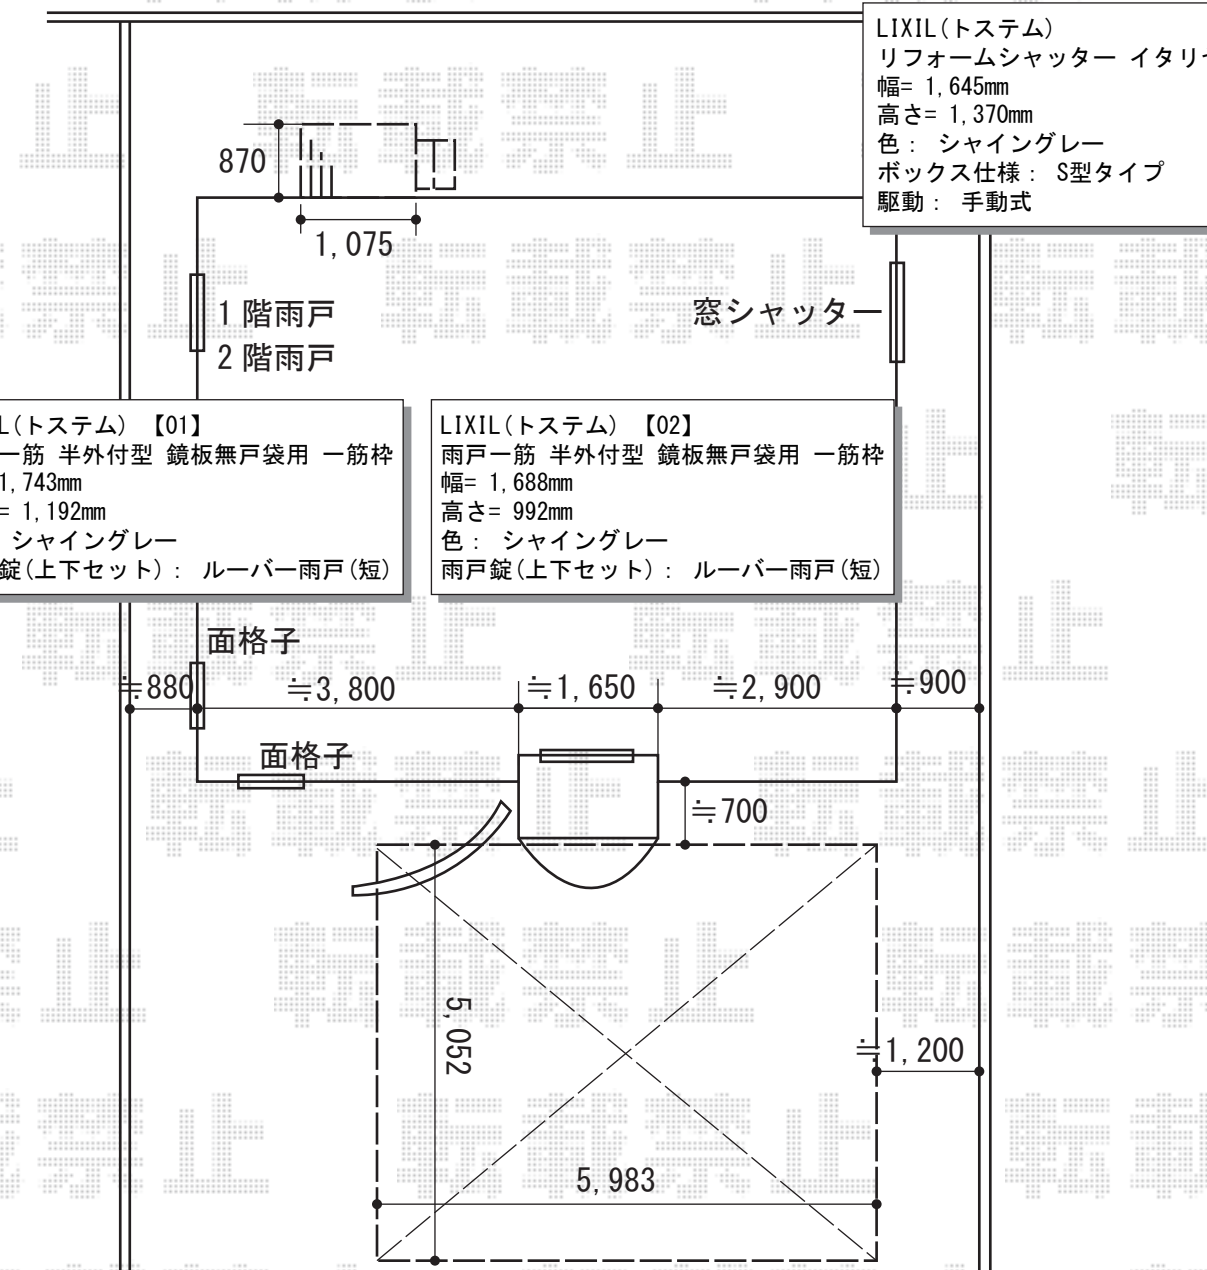 LIXIL(トステム)
リフォームシャッター イタリ
幅= 1,645mm
高さ= 1,370mm
色： シャイングレー
ボックス仕様： S型タイプ
駆動： 手動式
870
1,075
1階雨戸
2階雨戸
窓シャッター
L(トステム) 【01】
一筋 半外付型 鏡板無戸袋用 一筋枠
1,743mm
= 1,192mm
シャイングレー
錠(上下セット)： ルーバー雨戸(短)
LIXIL(トステム) 【02】
雨戸一筋 半外付型 鏡板無戸袋用 一筋枠
幅= 1,688mm
高さ= 992mm
色： シャイングレー
雨戸錠(上下セット)： ルーバー雨戸(短)
面格子
≒880
≒3,800
≒1,650
≒2,900
≒900
面格子
≒700
5,052
≒1,200
5,983
転載禁止